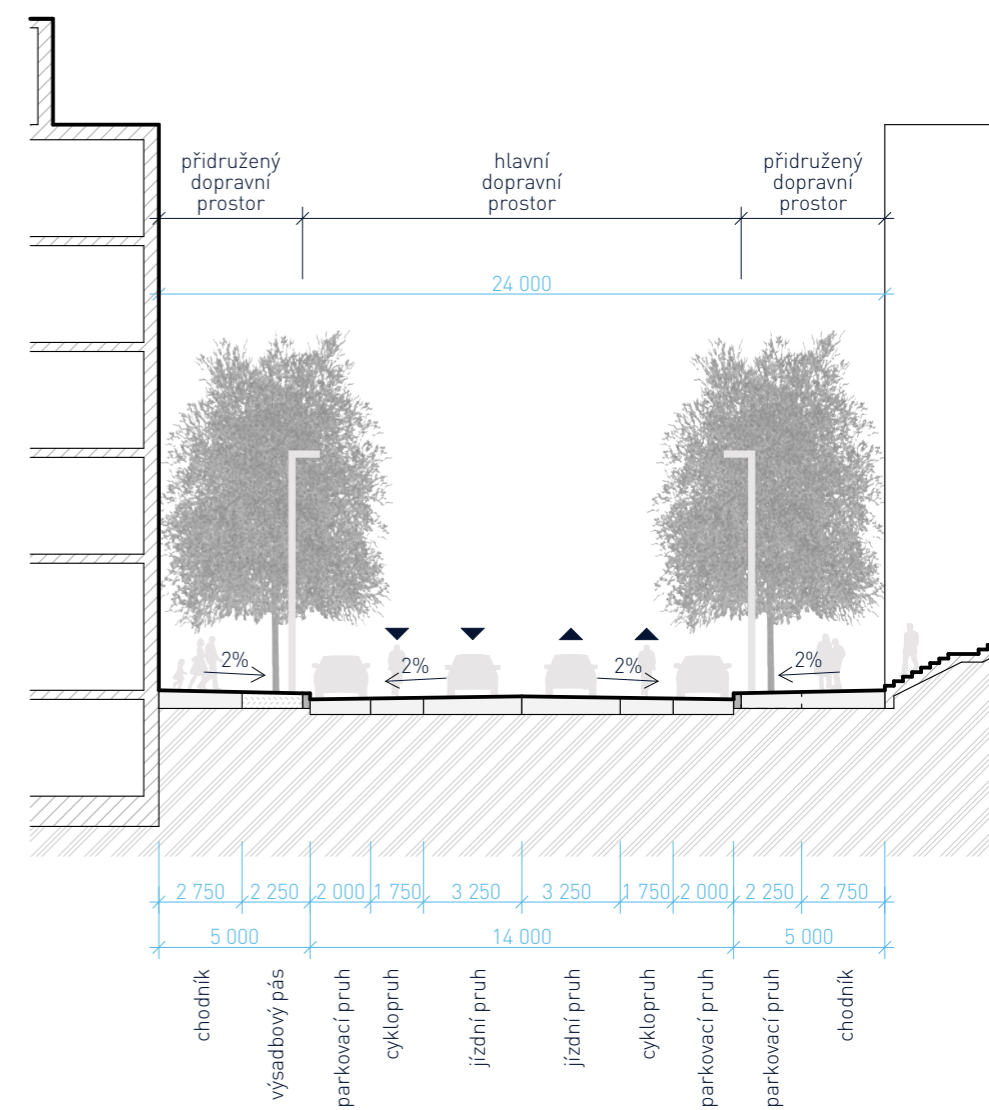 přidružený
dopravní
prostor
hlavní
dopravní
prostor
přidružený
dopravní
prostor
24 000
2%
2%
2%
2%
2 750
2 250
2 000
1 750
3 250
3 250
1 750
2 000
2 250
2 750
5 000
14 000
5 000
chodník
výsadbový pás
parkovací pruh
cyklopruh
jízdní pruh
jízdní pruh
cyklopruh
parkovací pruh
parkovací pruh
chodník